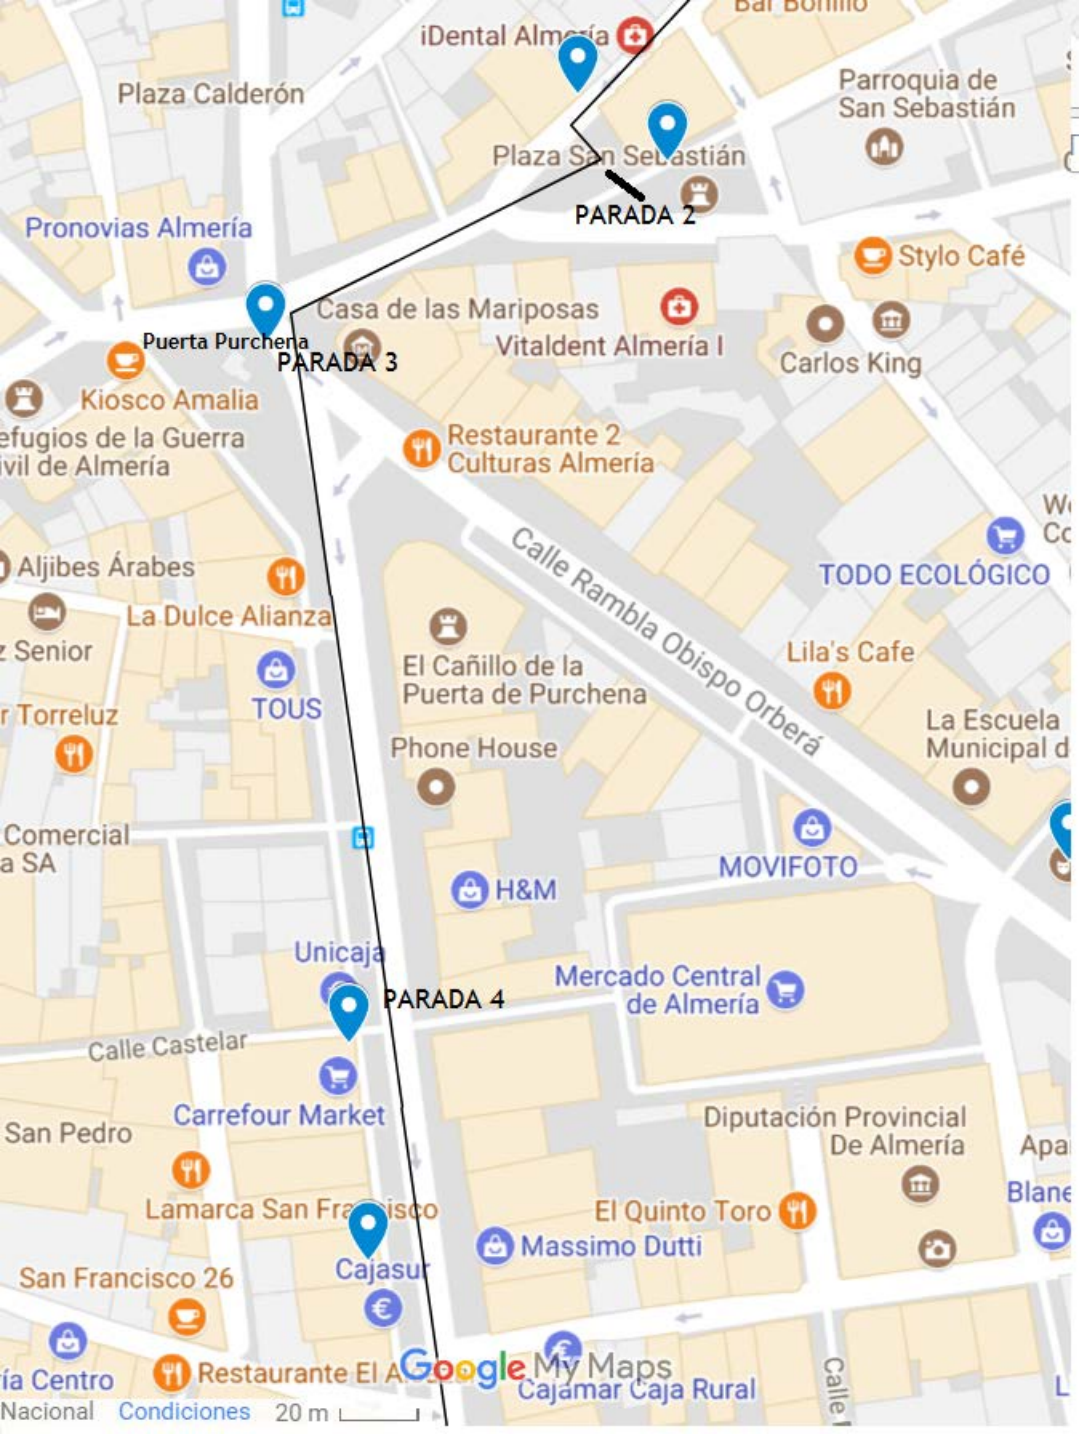 Bar Bonillo
iDental Almería
Plaza Calderón
Parroquia de
San Sebastián
Plaza San Sebastián
PARADA 2
Pronovias Almería
Stylo Café
Casa de las Mariposas
Puerta Purchena
Vitaldent Almería I
PARADA 3
Carlos King
Kiosco Amalia
efugios de la Guerra
ivil de Almería
Restaurante 2
Culturas Almería
Calle Rambla Obispo Orberá
Aljibes Árabes
TODO ECOLÓGICO
La Dulce Alianza
z Senior
Lila's Cafe
El Cañillo de la
Puerta de Purchena
TOUS
r Torreluz
La Escuela
Municipal d
Phone House
Comercial
a SA
MOVIFOTO
H&M
Unicaja
Mercado Central
de Almería
PARADA 4
Calle Castelar
Carrefour Market
San Pedro
Diputación Provincial
De Almería
Apa
Blane
Lamarca San Francisco
El Quinto Toro
Massimo Dutti
Cajasur
San Francisco 26
Restaurante El A
Google My Maps
ía Centro
Cajamar Caja Rural
Calle
Nacional Condiciones 20 m